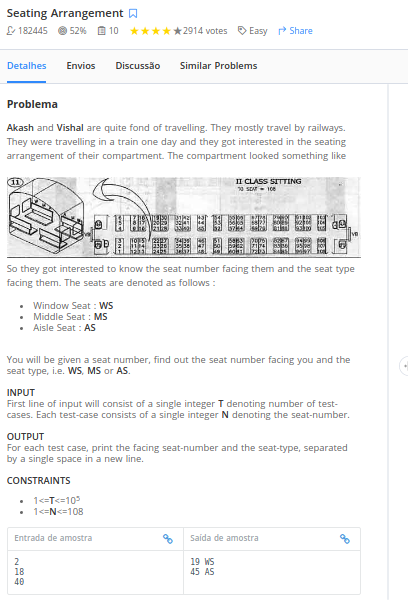 Seating Arrangement
182445 52% 10 ★★★★★ 2914 votes Easy Share
Detalhes Envios Discussão Similar Problems
Problema
Akash and Vishal are quite fond of travelling. They mostly travel by railways.
They were travelling in a train one day and they got interested in the seating
arrangement of their compartment. The compartment looked something like
11
II CLASS SITTING
TO SEAT = 108
So they got interested to know the seat number facing them and the seat type
facing them. The seats are denoted as follows :
• Window Seat : WS
• Middle Seat : MS
• Aisle Seat : AS
You will be given a seat number, find out the seat number facing you and the
seat type, i.e. WS, MS or AS.
INPUT
First line of input will consist of a single integer T denoting number of test-
cases. Each test-case consists of a single integer N denoting the seat-number.
OUTPUT
For each test case, print the facing seat-number and the seat-type, separated
by a single space in a new line.
CONSTRAINTS
• 1<=T<=10⁵
• 1<=N<=108
Entrada de amostra
2
18
40
Saída de amostra
19 WS
45 AS